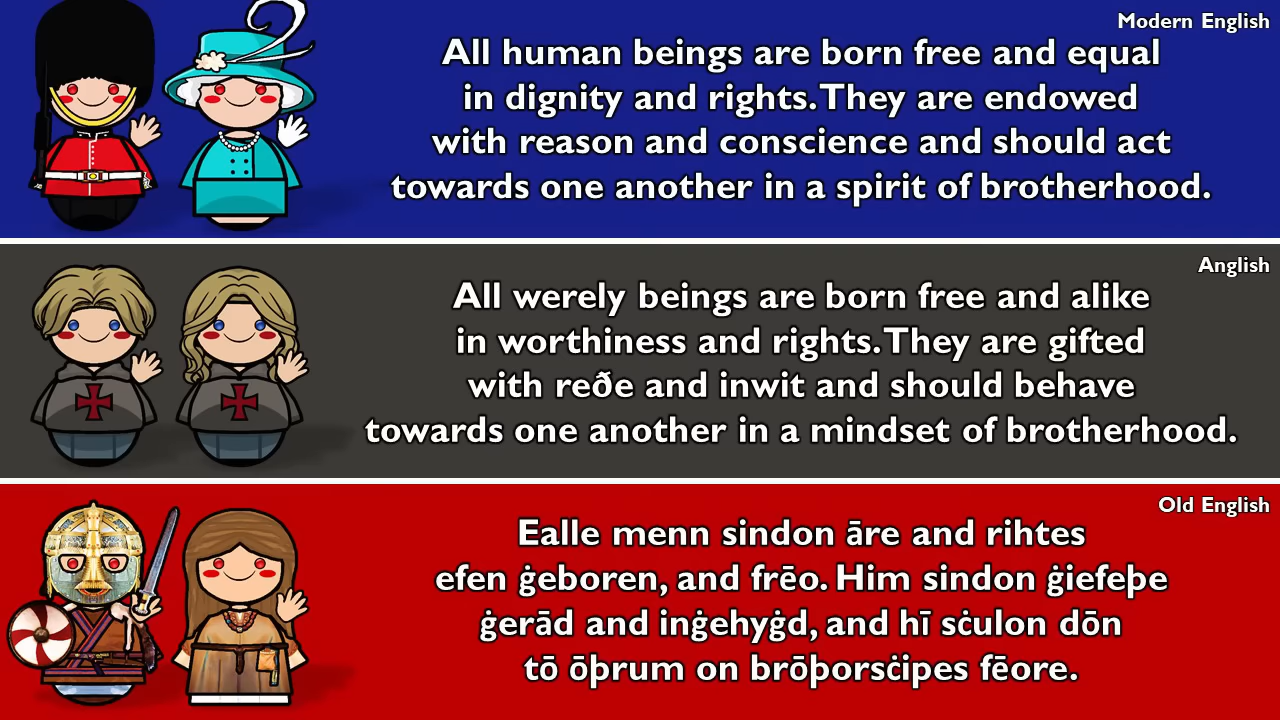 Modern English
All human beings are born free and equal
in dignity and rights. They are endowed
with reason and conscience and should act
towards one another in a spirit of brotherhood.
Anglish
All werely beings are born free and alike
in worthiness and rights. They are gifted
with reðe and inwit and should behave
towards one another in a mindset of brotherhood.
Old English
Ealle menn sindon āre and rihtes
efen ġeboren, and frēo. Him sindon ġiefeþe
ġerād and inġehyġd, and hī sċulon dōn
tō ōþrum on brōþorsċipes fēore.